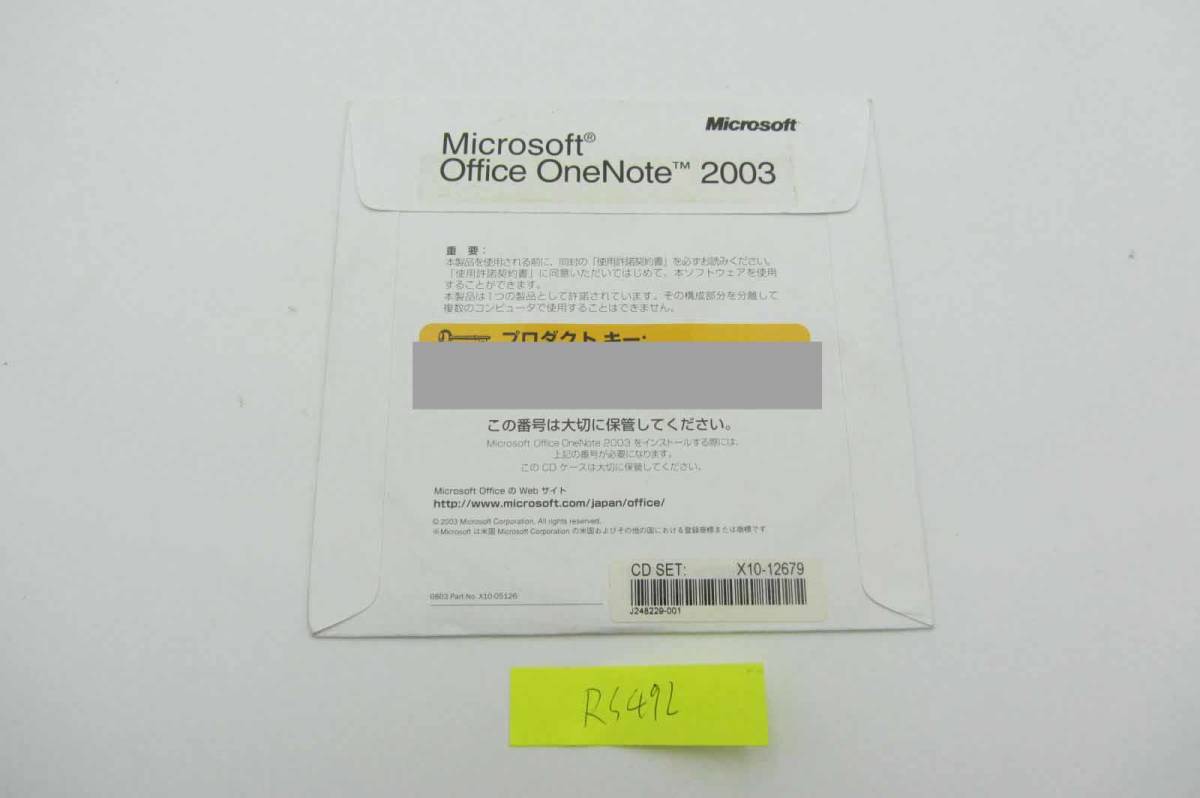 Microsoft
Microsoft®
Office OneNote™ 2003
重 要：
本製品を使用される前に、同封の「使用許諾契約書」を必ずお読みください。
「使用許諾契約書」に同意いただいてはじめて、本ソフトウェアを使用
することができます。
本製品は1つの製品として許諾されています。その構成部分を分離して
複数のコンピュータで使用することはできません。
プロダクト キー:
この番号は大切に保管してください。
Microsoft Office OneNote 2003 をインストールする際には、
上記の番号が必要になります。
この CD ケースは大切に保管してください。
Microsoft Office の Web サイト
http://www.microsoft.com/japan/office/
© 2003 Microsoft Corporation. All rights reserved.
※Microsoft は米国 Microsoft Corporation の米国およびその他の国における登録商標または商標です
CD SET: X10-12679
J248229-001
0803 Part No. X10-05126